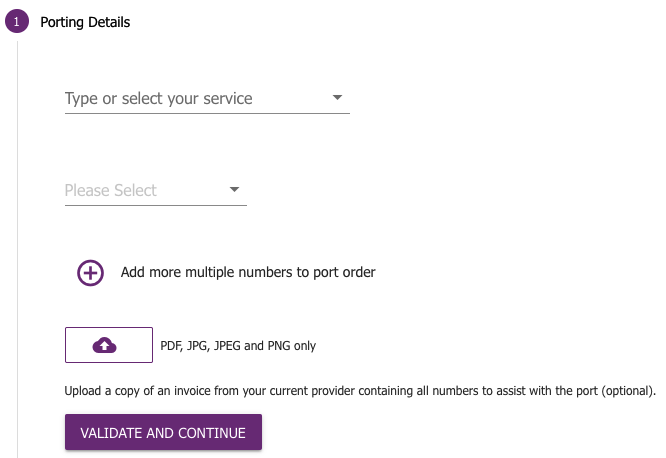 1 Porting Details
Type or select your service
Please Select
Add more multiple numbers to port order
PDF, JPG, JPEG and PNG only
Upload a copy of an invoice from your current provider containing all numbers to assist with the port (optional).
VALIDATE AND CONTINUE